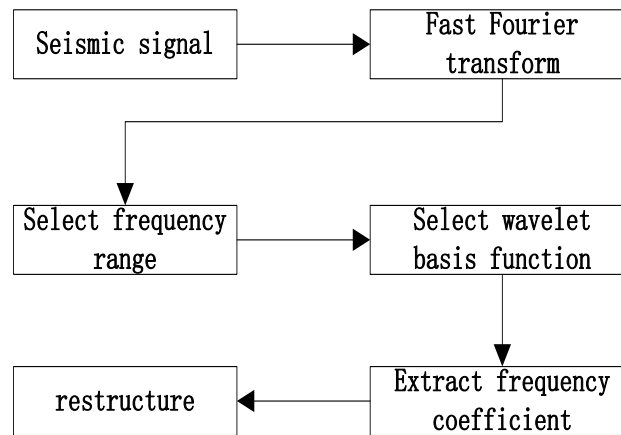 Seismic signal
Fast Fourier
transform
Select frequency
range
Select wavelet
basis function
Extract frequency
coefficient
restructure